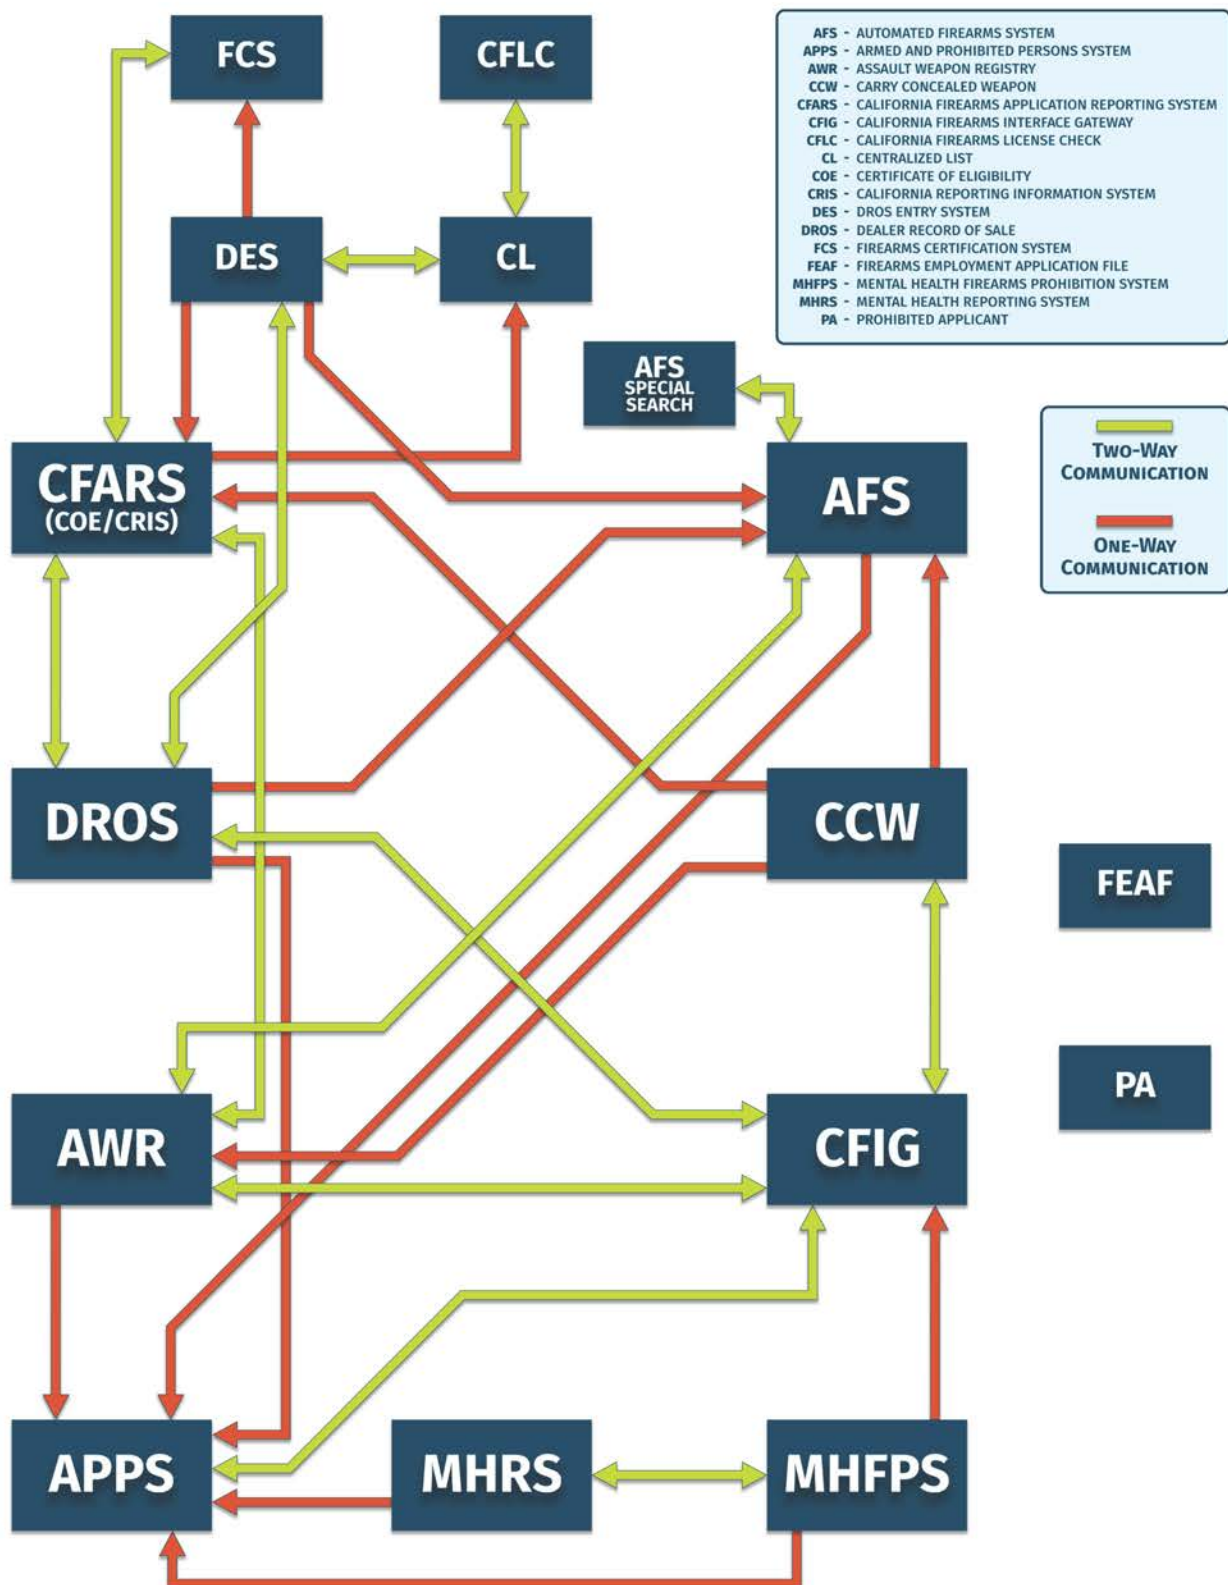 FCS
CFLC
AFS - AUTOMATED FIREARMS SYSTEM
APPS - ARMED AND PROHIBITED PERSONS SYSTEM
AWR - ASSAULT WEAPON REGISTRY
CCW - CARRY CONCEALED WEAPON
CFARS - CALIFORNIA FIREARMS APPLICATION REPORTING SYSTEM
CFIG - CALIFORNIA FIREARMS INTERFACE GATEWAY
CFLC - CALIFORNIA FIREARMS LICENSE CHECK
CL - CENTRALIZED LIST
COE - CERTIFICATE OF ELIGIBILITY
CRIS - CALIFORNIA REPORTING INFORMATION SYSTEM
DES - DROS ENTRY SYSTEM
DROS - DEALER RECORD OF SALE
FCS - FIREARMS CERTIFICATION SYSTEM
FEAF - FIREARMS EMPLOYMENT APPLICATION FILE
MHFPS - MENTAL HEALTH FIREARMS PROHIBITION SYSTEM
MHRS - MENTAL HEALTH REPORTING SYSTEM
PA - PROHIBITED APPLICANT
DES
CL
AFS
SPECIAL
SEARCH
CFARS
(COE/CRIS)
AFS
TWO-WAY
COMMUNICATION
ONE-WAY
COMMUNICATION
DROS
CCW
FEAF
PA
AWR
CFIG
APPS
MHRS
MHFPS